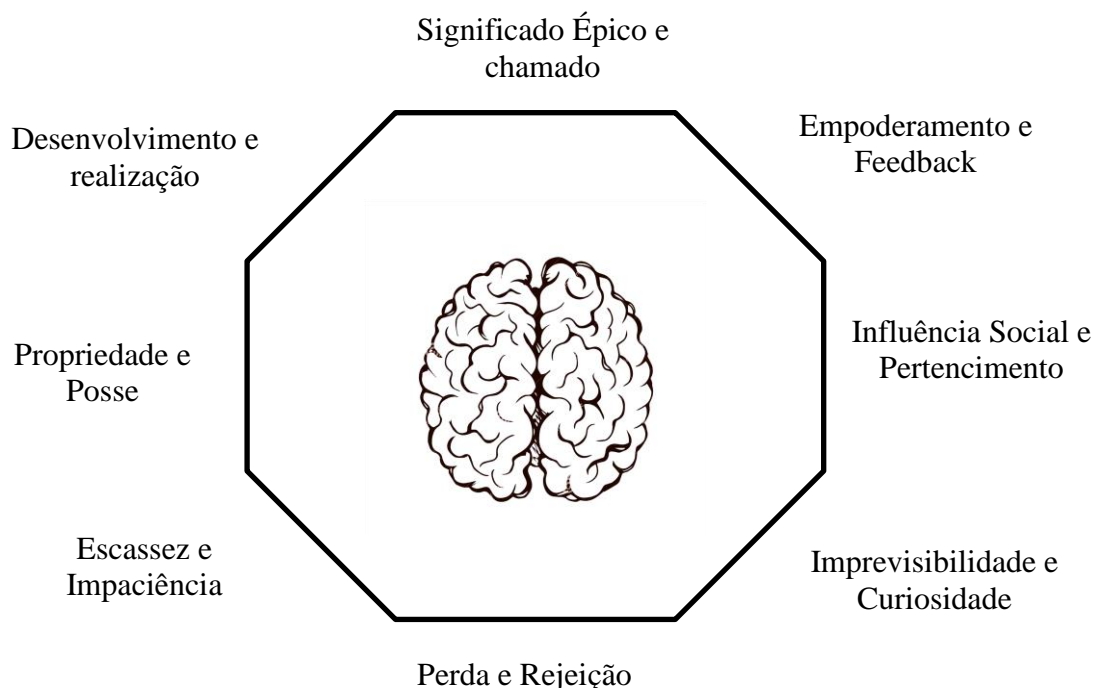 Significado Épico e
chamado
Desenvolvimento e
realização
Empoderamento e
Feedback
Propriedade e
Posse
Influência Social e
Pertencimento
Escassez e
Impaciência
Imprevisibilidade e
Curiosidade
Perda e Rejeição